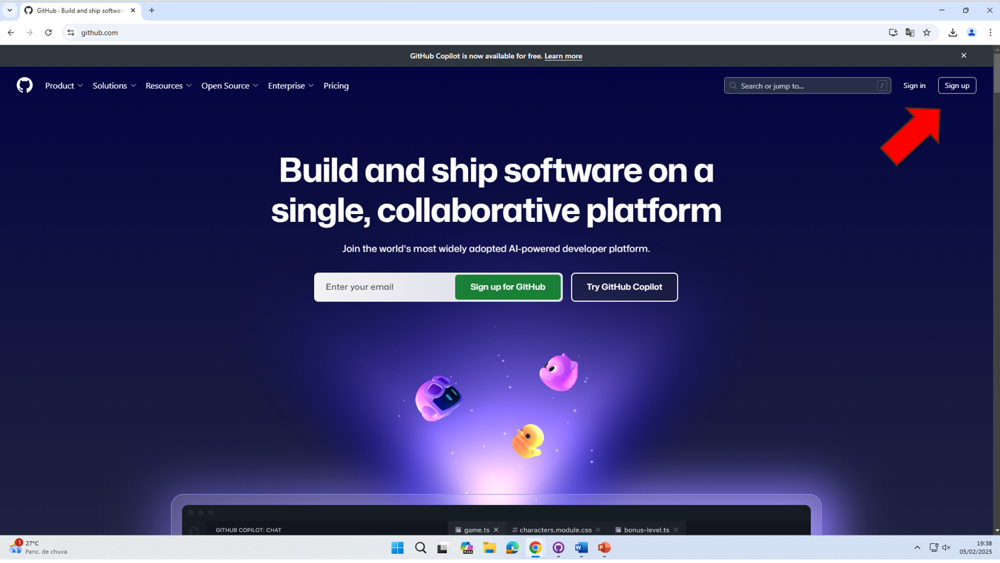 GitHub · Build and ship softwar
github.com
GitHub Copilot is now available for free. Learn more
Product Solutions Resources Open Source Enterprise Pricing Search or jump to... / Sign in Sign up
Build and ship software on a
single, collaborative platform
Join the world's most widely adopted AI-powered developer platform.
Enter your email Sign up for GitHub Try GitHub Copilot
GITHUB COPILOT: CHAT game.ts # characters.module.css bonus-level.ts
1 27°C
Panc. de chuva
M365
19:38
05/02/2025